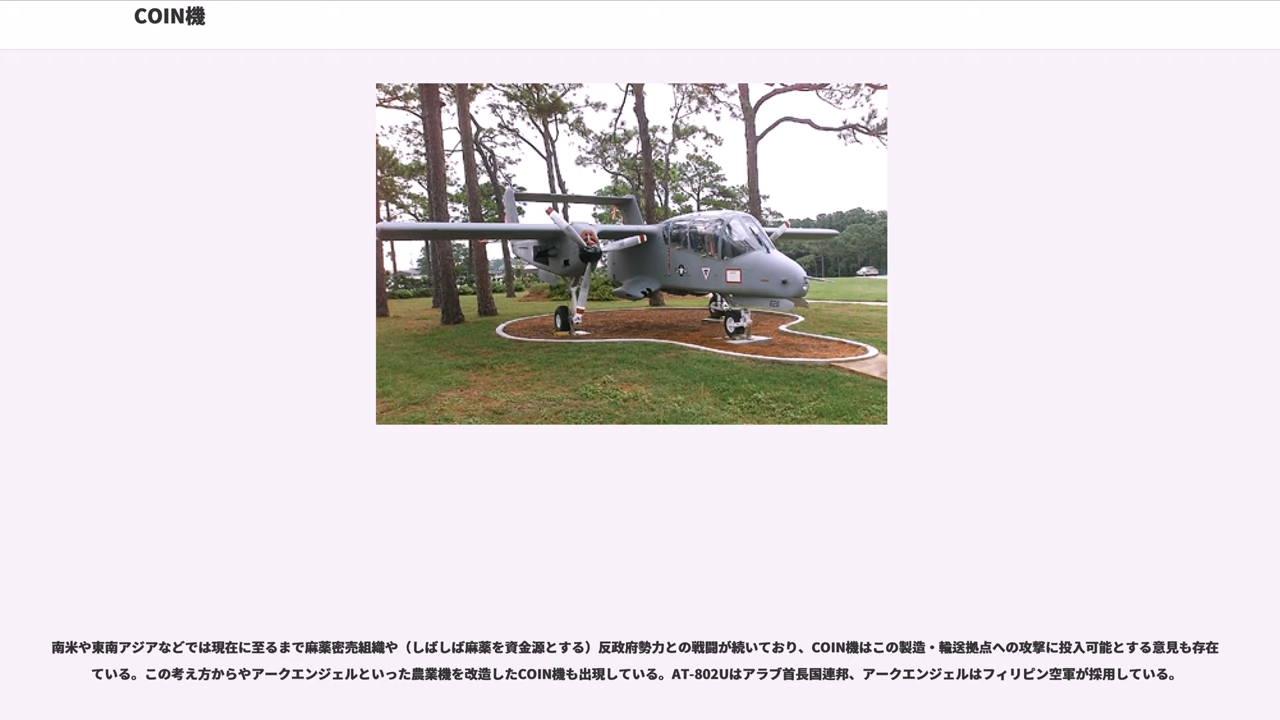 COIN機
626
南米や東南アジアなどでは現在に至るまで麻薬密売組織や（しばしば麻薬を資金源とする）反政府勢力との戦闘が続いており、COIN機はこの製造・輸送拠点への攻撃に投入可能とする意見も存在
ている。この考え方からやアークエンジェルといった農業機を改造したCOIN機も出現している。AT-802Uはアラブ首長国連邦、アークエンジェルはフィリピン空軍が採用している。